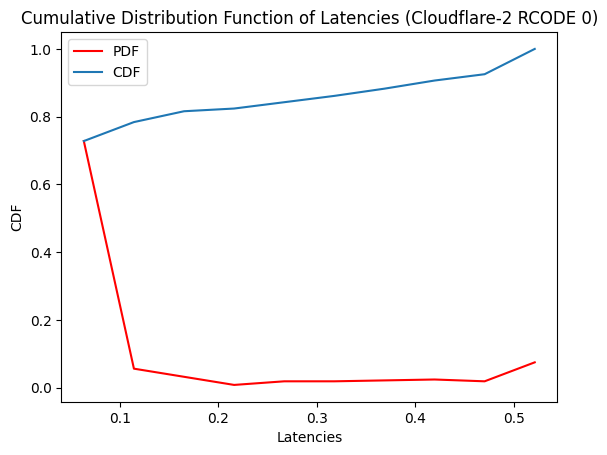 Cumulative Distribution Function of Latencies (Cloudflare-2 RCODE 0)
PDF
CDF
1.0
0.8
0.6
0.4
0.2
0.0
CDF
0.1
0.2
0.3
0.4
0.5
Latencies